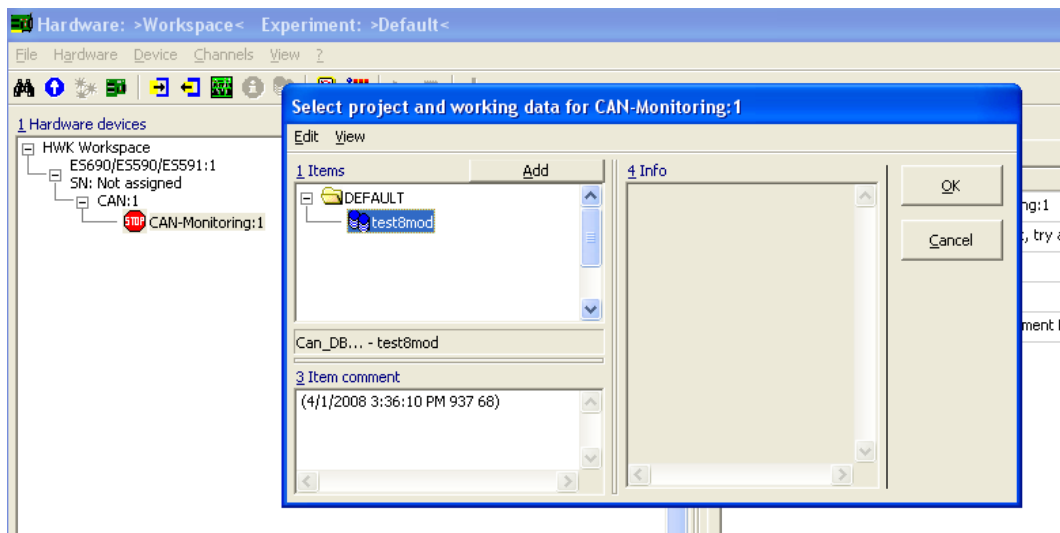 Hardware: >Workspace< Experiment: >Default<
File Hardware Device Channels View ?
1 Hardware devices
HWK Workspace
ES690/ES590/ES591:1
SN: Not assigned
CAN:1
STOP CAN-Monitoring:1
Select project and working data for CAN-Monitoring:1
Edit View
1 Items Add
DEFAULT
test8mod
Can_DB... - test8mod
3 Item comment
(4/1/2008 3:36:10 PM 937 68)
4 Info
OK
Cancel
ng:1
, try
ment